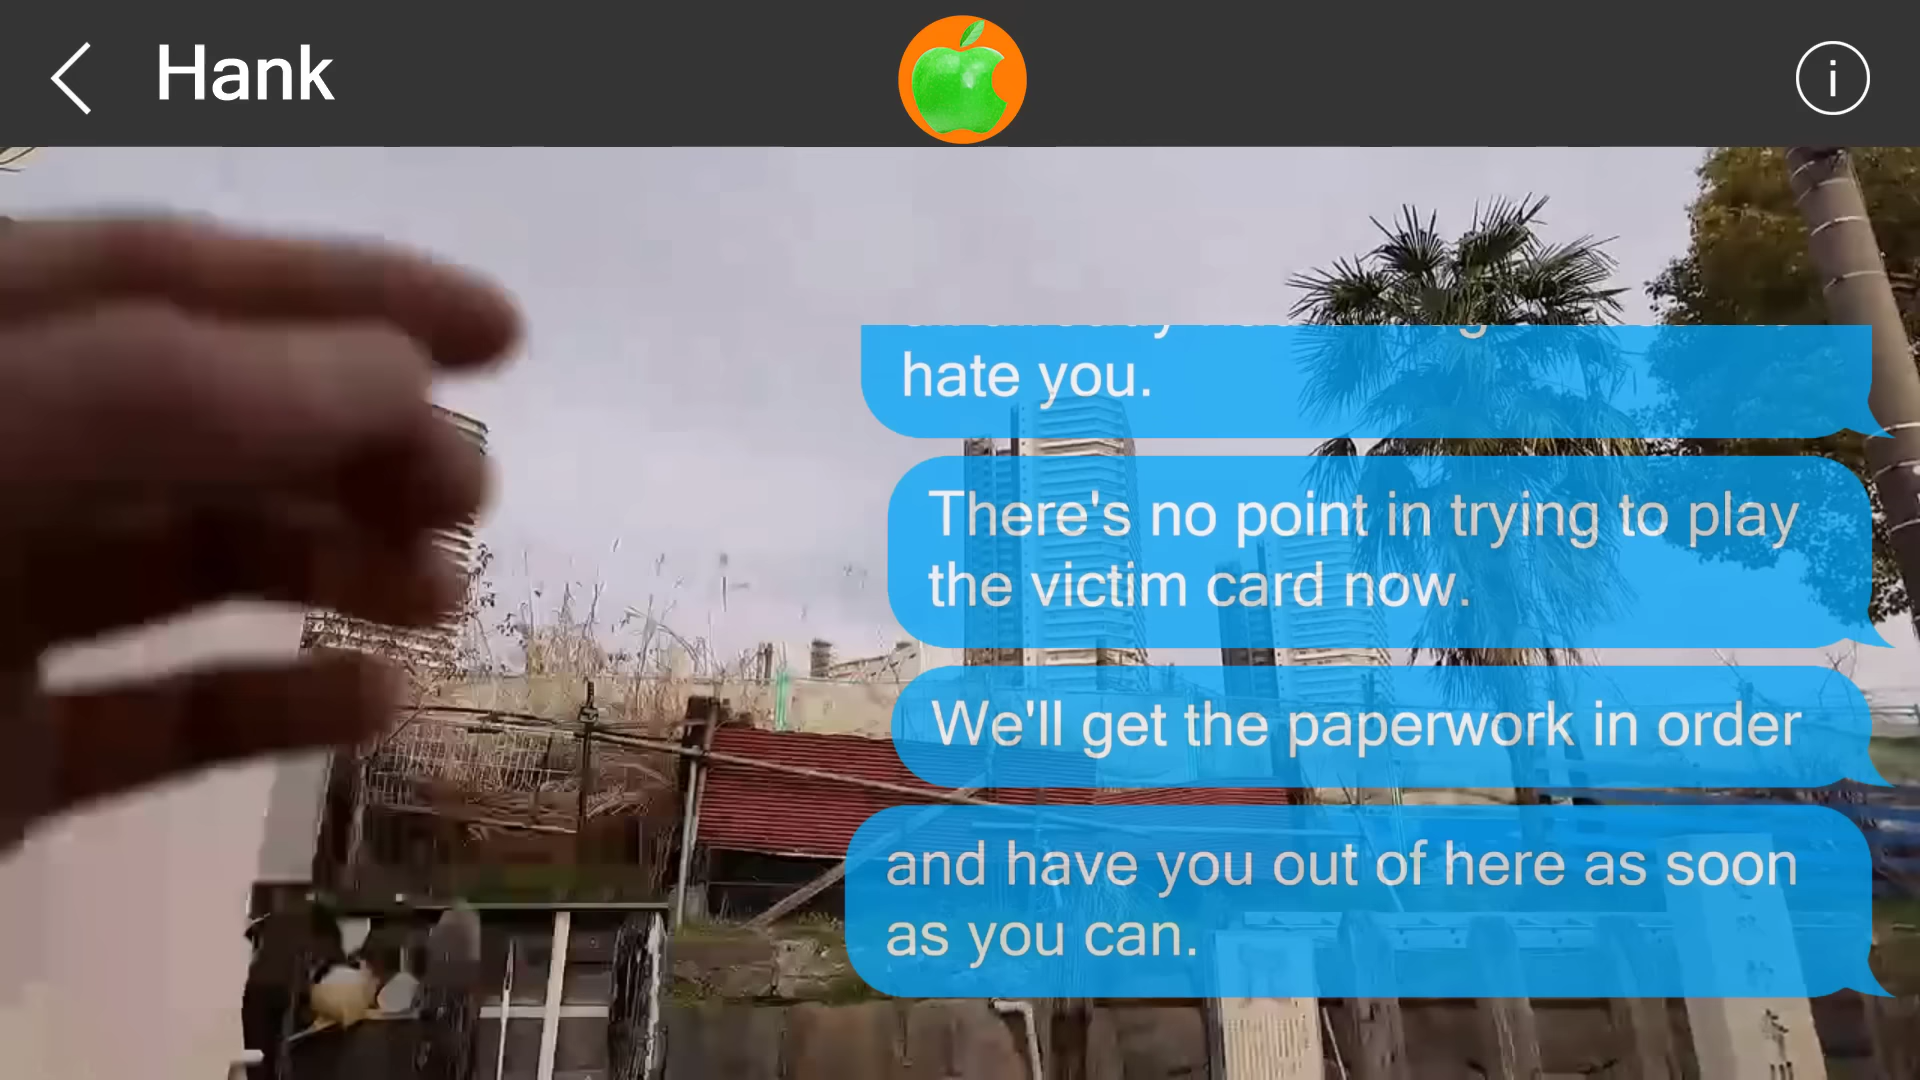 Hank
hate you.
There's no point in trying to play
the victim card now.
We'll get the paperwork in order
and have you out of here as soon
as you can.